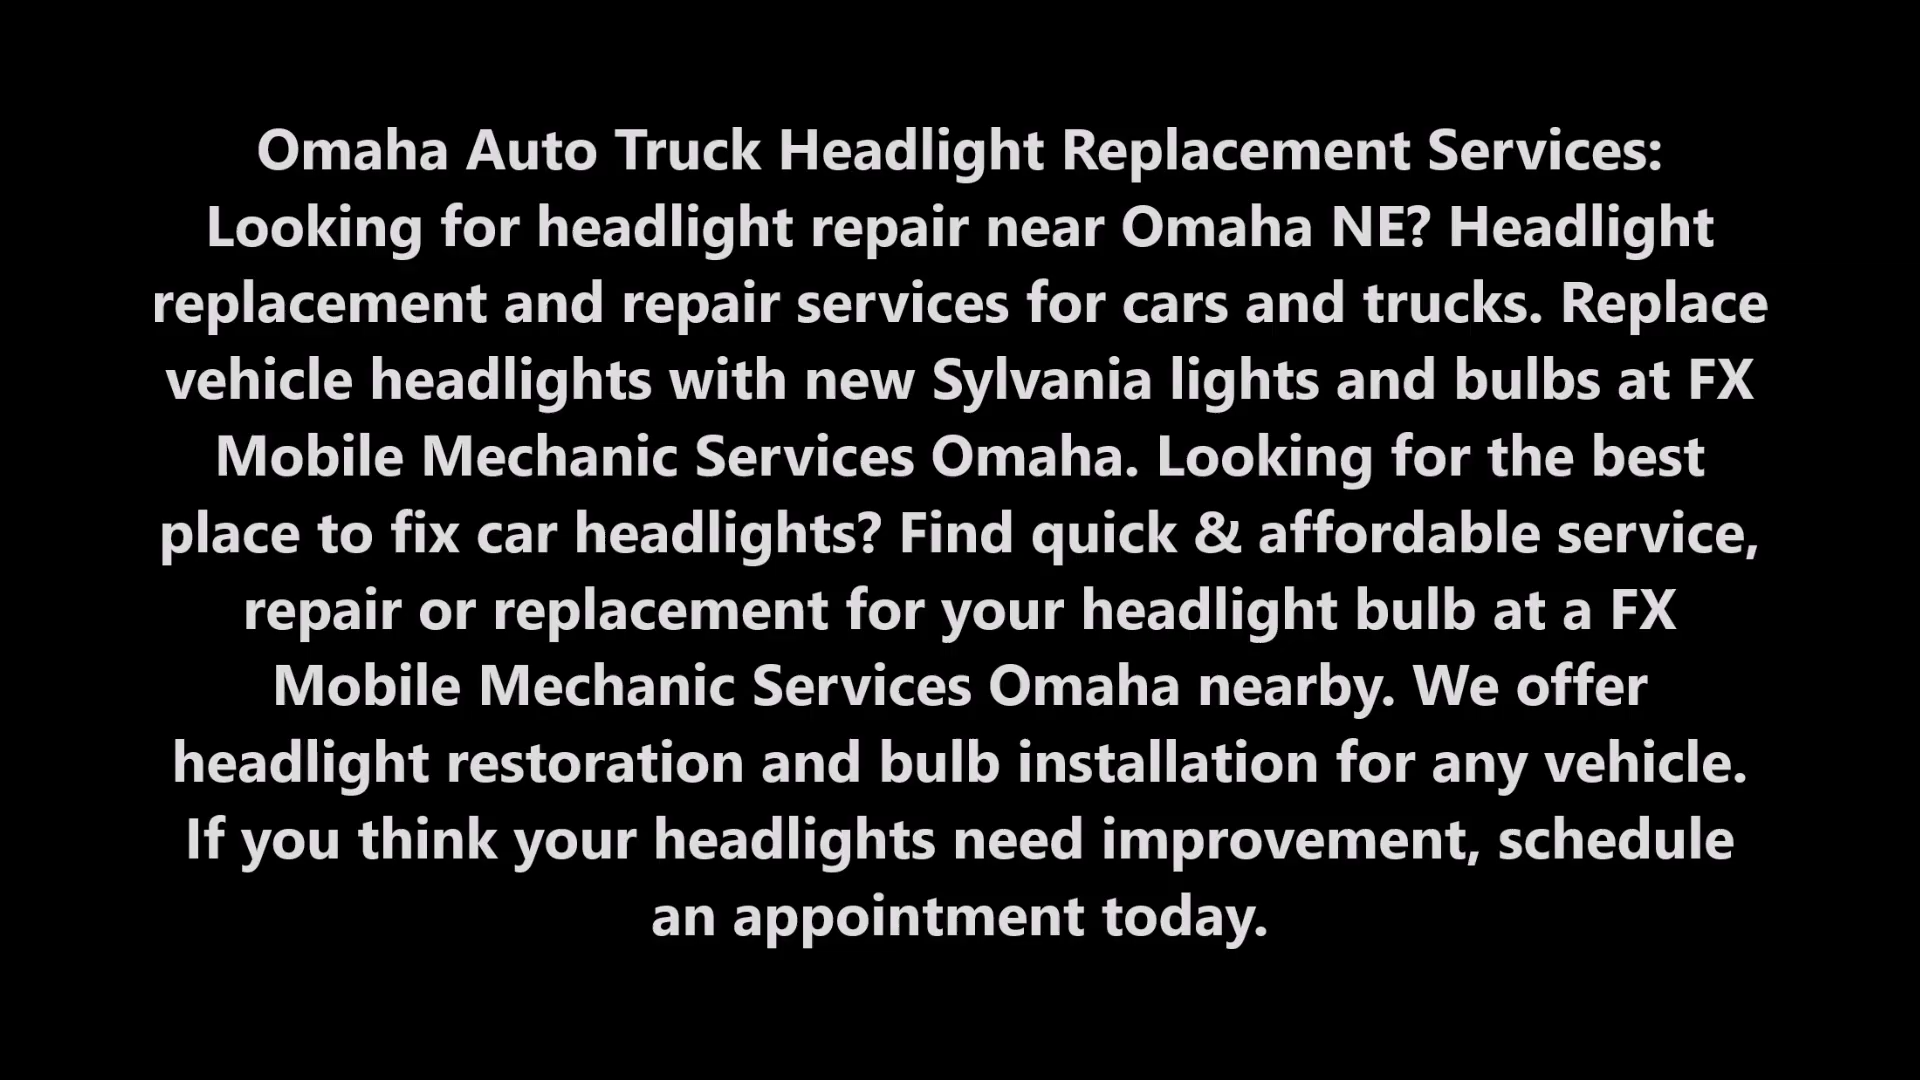 Omaha Auto Truck Headlight Replacement Services:
Looking for headlight repair near Omaha NE? Headlight
replacement and repair services for cars and trucks. Replace
vehicle headlights with new Sylvania lights and bulbs at FX
Mobile Mechanic Services Omaha. Looking for the best
place to fix car headlights? Find quick & affordable service,
repair or replacement for your headlight bulb at a FX
Mobile Mechanic Services Omaha nearby. We offer
headlight restoration and bulb installation for any vehicle.
If you think your headlights need improvement, schedule
an appointment today.